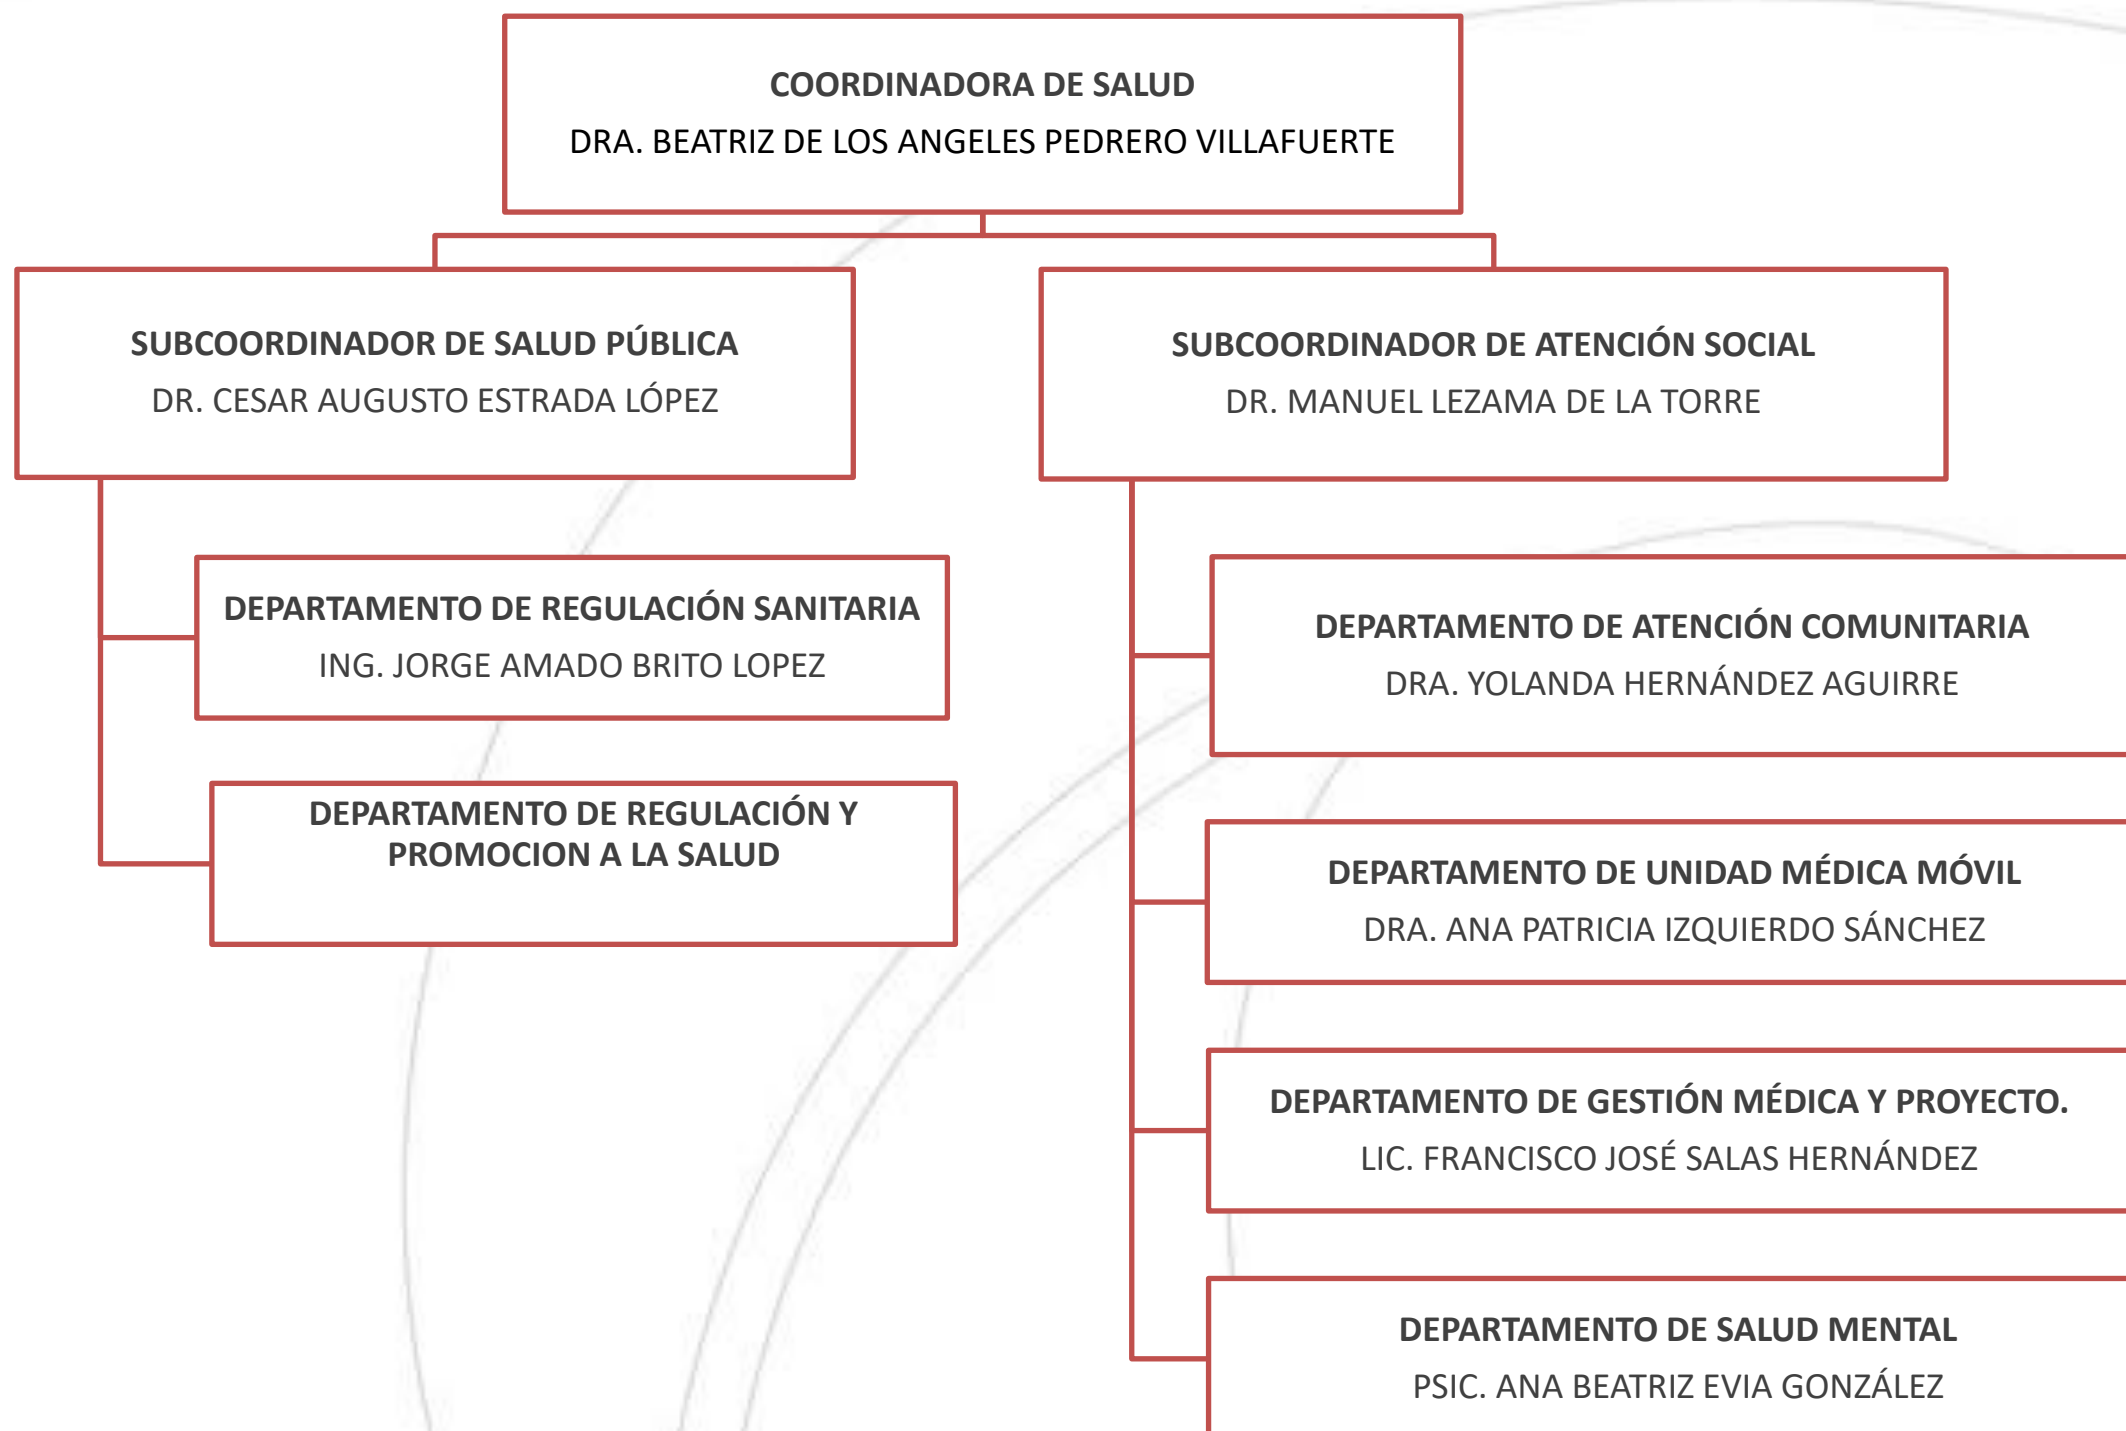 COORDINADORA DE SALUD
DRA. BEATRIZ DE LOS ANGELES PEDRERO VILLAFUERTE
SUBCOORDINADOR DE SALUD PÚBLICA
DR. CESAR AUGUSTO ESTRADA LÓPEZ
DEPARTAMENTO DE REGULACIÓN SANITARIA
ING. JORGE AMADO BRITO LOPEZ
DEPARTAMENTO DE REGULACIÓN Y
PROMOCION A LA SALUD
SUBCOORDINADOR DE ATENCIÓN SOCIAL
DR. MANUEL LEZAMA DE LA TORRE
DEPARTAMENTO DE ATENCIÓN COMUNITARIA
DRA. YOLANDA HERNÁNDEZ AGUIRRE
DEPARTAMENTO DE UNIDAD MÉDICA MÓVIL
DRA. ANA PATRICIA IZQUIERDO SÁNCHEZ
DEPARTAMENTO DE GESTIÓN MÉDICA Y PROYECTO.
LIC. FRANCISCO JOSÉ SALAS HERNÁNDEZ
DEPARTAMENTO DE SALUD MENTAL
PSIC. ANA BEATRIZ EVIA GONZÁLEZ